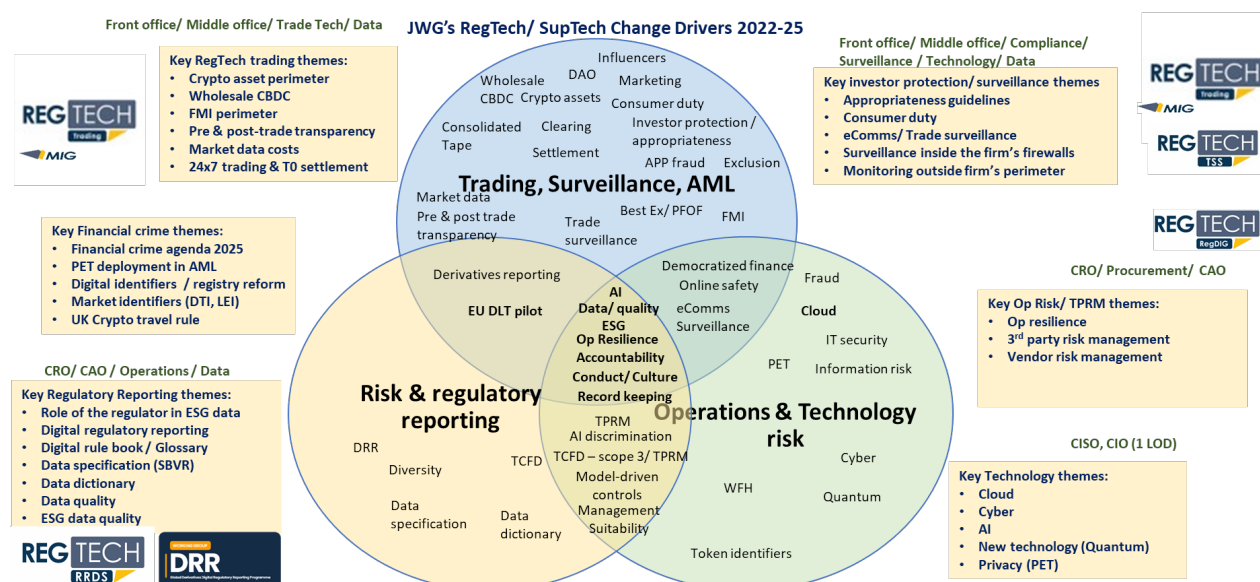 JWG's RegTech/ SupTech Change Drivers 2022-25
Front office/ Middle office/ Trade Tech/ Data
REGTECH
trading
MIG
Key RegTech trading themes:
• Crypto asset perimeter
• Wholesale CBDC
• FMI perimeter
• Pre & post-trade transparency
• Market data costs
• 24x7 trading & T0 settlement
Key Financial crime themes:
• Financial crime agenda 2025
• PET deployment in AML
• Digital identifiers / registry reform
• Market identifiers (DTI, LEI)
• UK Crypto travel rule
CRO/ CAO / Operations / Data
Key Regulatory Reporting themes:
• Role of the regulator in ESG data
• Digital regulatory reporting
• Digital rule book / Glossary
• Data specification (SBVR)
• Data dictionary
• Data quality
• ESG data quality
REGTECH
RRDS
WORKING GROUP
DRR
Global Derivatives Digital Regulatory Reporting Programme
Influencers
DAO
Wholesale
CBDC
Marketing
Crypto assets
Consumer duty
Consolidated
Tape
Clearing
Investor protection /
appropriateness
Settlement
APP fraud
Exclusion
Trading, Surveillance, AML
Market data
Pre & post trade
transparency
Trade
surveillance
Best Ex/ PFOF
FMI
Derivatives reporting
EU DLT pilot
Democratized finance
Online safety
eComms
Surveillance
AI
Data/ quality
ESG
Op Resilience
Accountability
Conduct/ Culture
Record keeping
Fraud
Cloud
IT security
PET
Information risk
Risk & regulatory
reporting
Operations & Technology
risk
TPRM
AI discrimination
TCFD – scope 3/ TPRM
Model-driven
controls
Management
Suitability
DRR
Diversity
TCFD
Data
specification
Data
dictionary
Cyber
WFH
Quantum
Token identifiers
Front office/ Middle office/ Compliance/
Surveillance / Technology/ Data
Key investor protection/ surveillance themes
• Appropriateness guidelines
• Consumer duty
• eComms/ Trade surveillance
• Surveillance inside the firm's firewalls
• Monitoring outside firm's perimeter
REGTECH
trading
MIG
REGTECH
TSS
REGTECH
RegDIG
CRO/ Procurement/ CAO
Key Op Risk/ TPRM themes:
• Op resilience
• 3rd party risk management
• Vendor risk management
CISO, CIO (1 LOD)
Key Technology themes:
• Cloud
• Cyber
• AI
• New technology (Quantum)
• Privacy (PET)